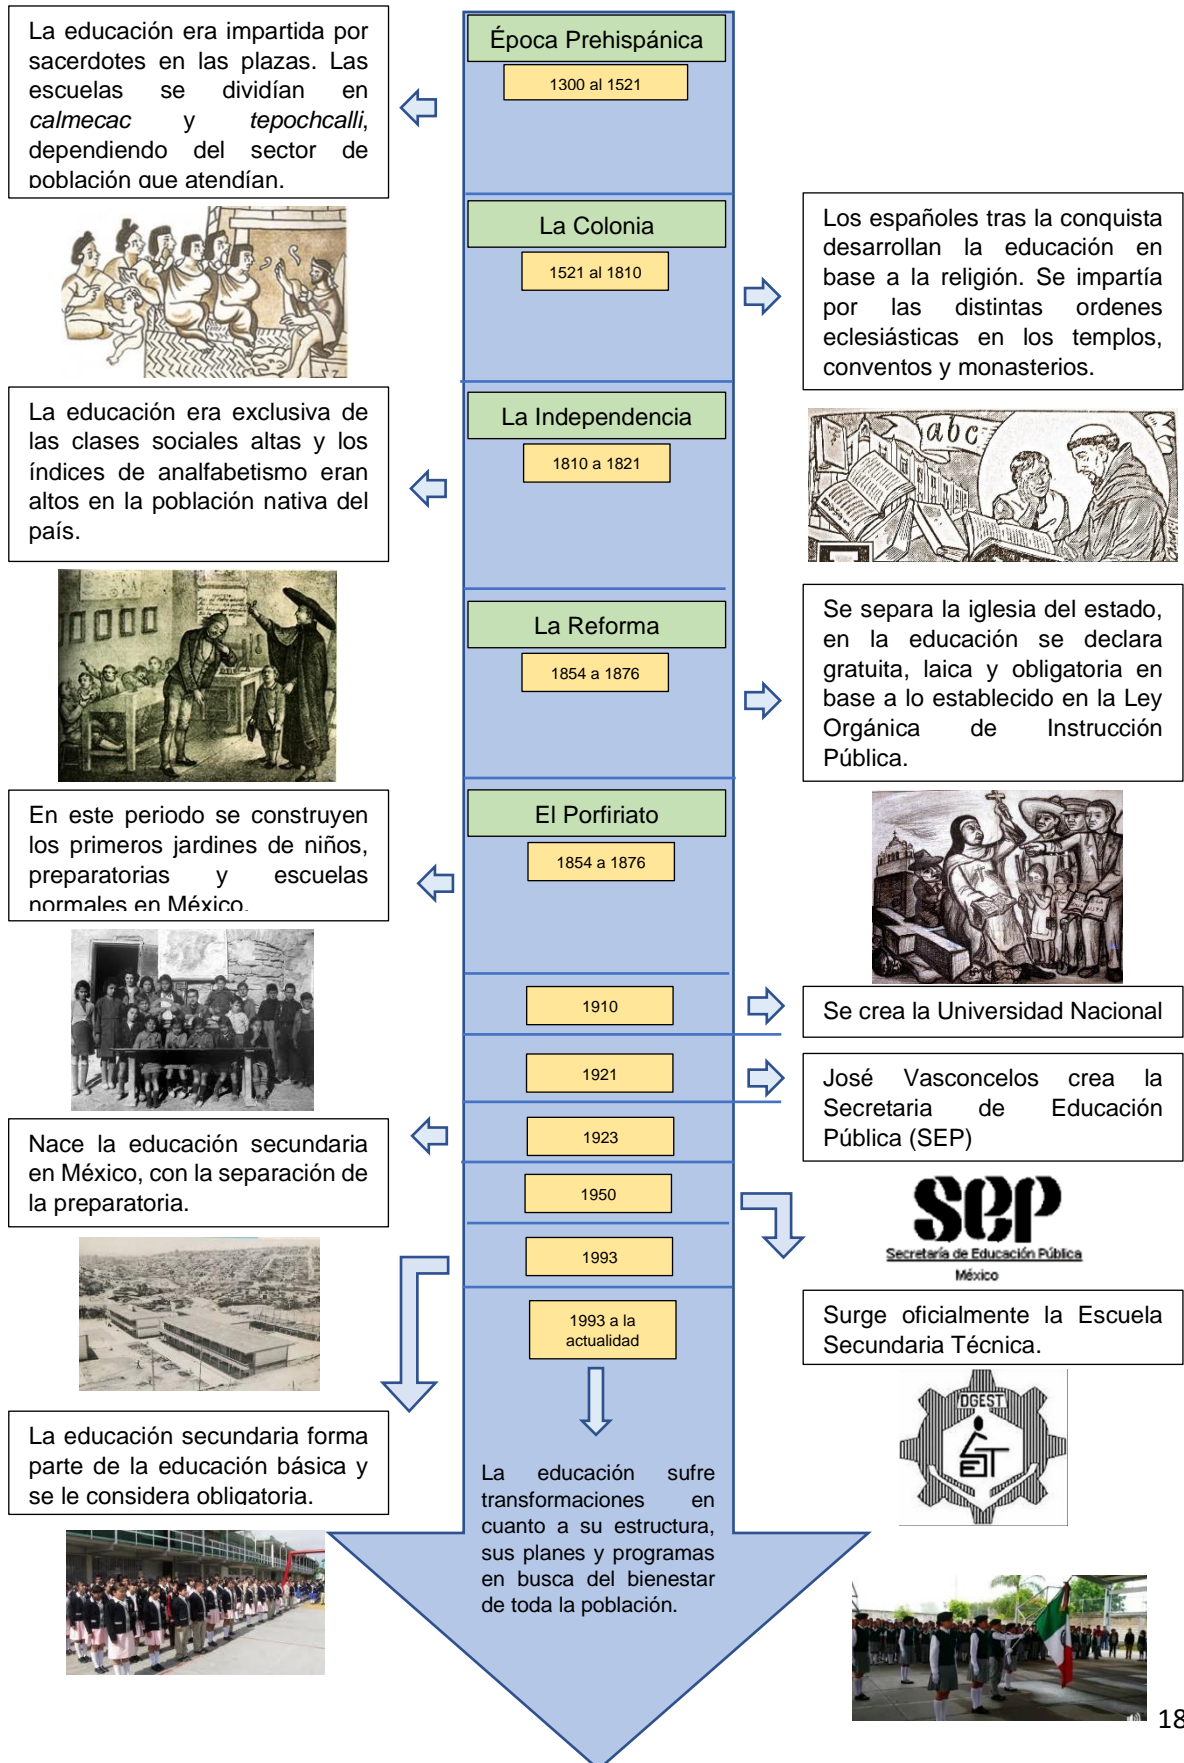 La educación era impartida por
sacerdotes en las plazas. Las
escuelas se dividían en
calmecac y tepochcalli,
dependiendo del sector de
población que atendían.
Época Prehispánica
1300 al 1521
La Colonia
1521 al 1810
Los españoles tras la conquista
desarrollan la educación en
base a la religión. Se impartía
por las distintas ordenes
eclesiásticas en los templos,
conventos y monasterios.
abc
La educación era exclusiva de
las clases sociales altas y los
índices de analfabetismo eran
altos en la población nativa del
país.
La Independencia
1810 a 1821
La Reforma
1854 a 1876
Se separa la iglesia del estado,
en la educación se declara
gratuita, laica y obligatoria en
base a lo establecido en la Ley
Orgánica de Instrucción
Pública.
En este periodo se construyen
los primeros jardines de niños,
preparatorias y escuelas
normales en México.
El Porfiriato
1854 a 1876
1910
Se crea la Universidad Nacional
1921
José Vasconcelos crea la
Secretaria de Educación
Pública (SEP)
1923
Nace la educación secundaria
en México, con la separación de
la preparatoria.
1950
SEP
Secretaría de Educación Pública
México
Surge oficialmente la Escuela
Secundaria Técnica.
DGEST
1993
La educación secundaria forma
parte de la educación básica y
se le considera obligatoria.
1993 a la
actualidad
La educación sufre
transformaciones en
cuanto a su estructura,
sus planes y programas
en busca del bienestar
de toda la población.
18